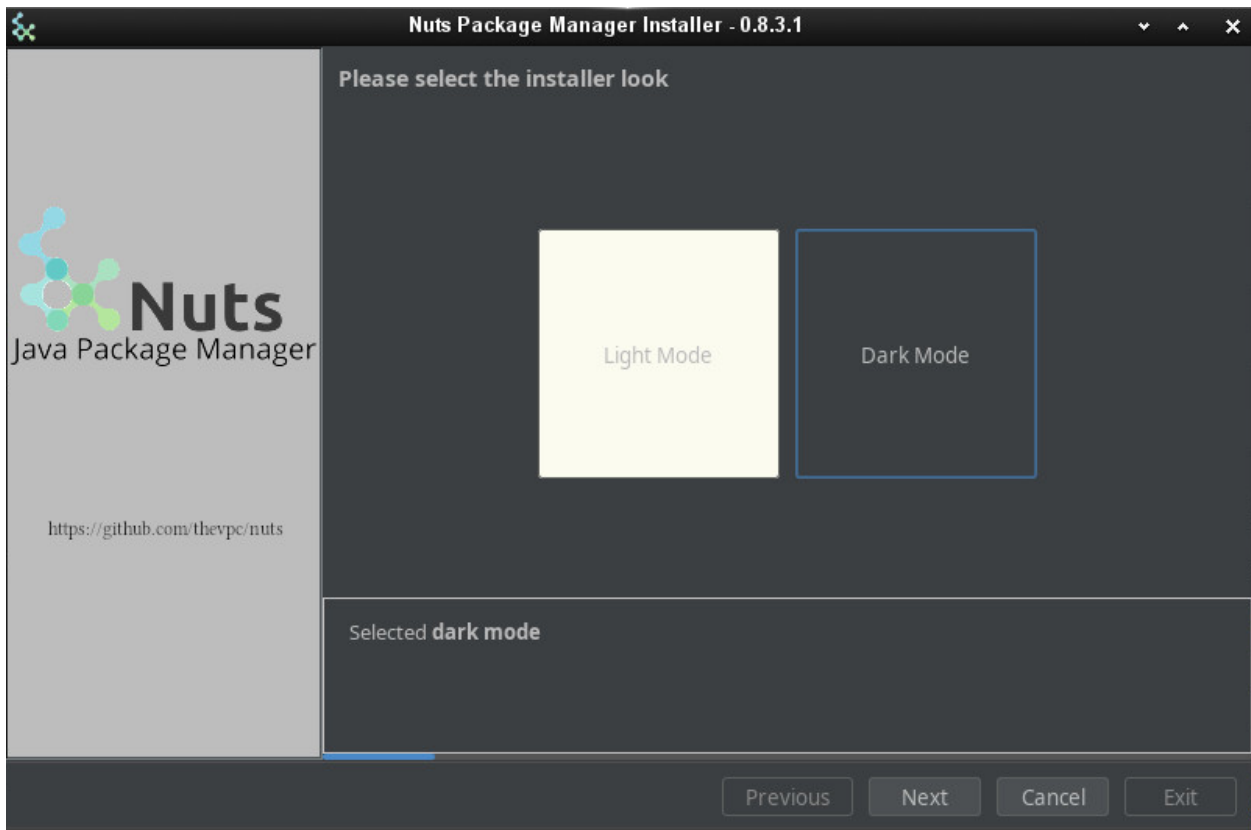 Nuts Package Manager Installer - 0.8.3.1
Please select the installer look
Nuts
Java Package Manager
Light Mode
Dark Mode
https://github.com/thevpc/nuts
Selected dark mode
Previous
Next
Cancel
Exit